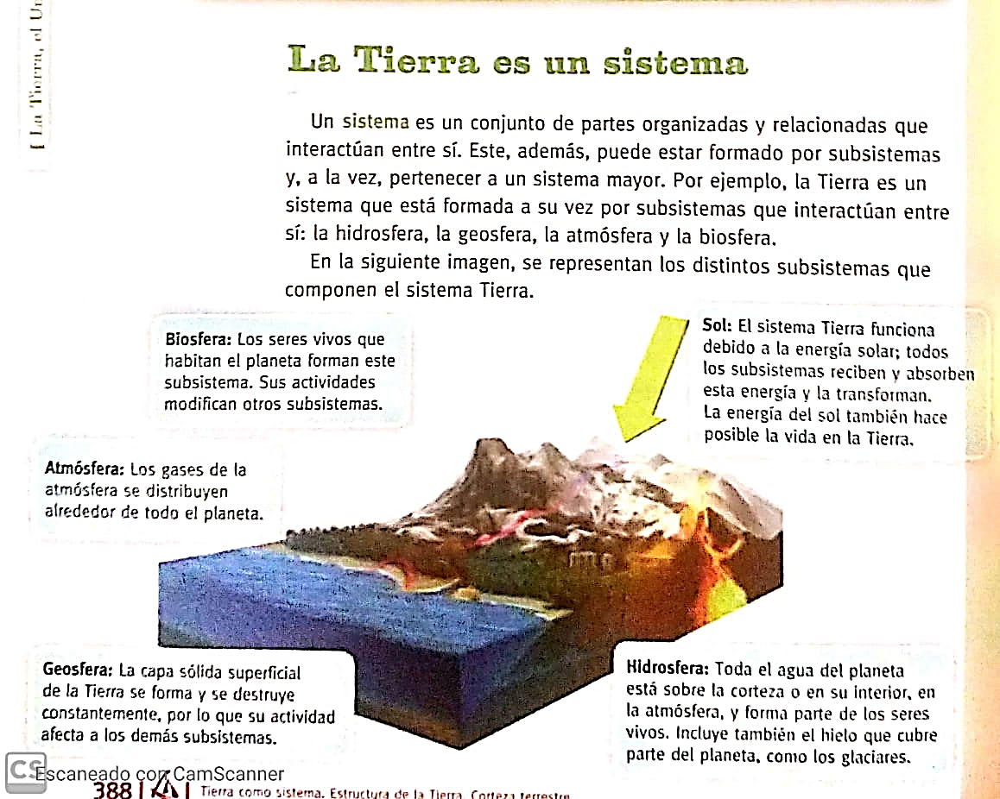 [ La Tierra, el Un
La Tierra es un sistema
Un sistema es un conjunto de partes organizadas y relacionadas que
interactúan entre sí. Este, además, puede estar formado por subsistemas
y, a la vez, pertenecer a un sistema mayor. Por ejemplo, la Tierra es un
sistema que está formada a su vez por subsistemas que interactúan entre
sí: la hidrosfera, la geosfera, la atmósfera y la biosfera.
En la siguiente imagen, se representan los distintos subsistemas que
componen el sistema Tierra.
Biosfera: Los seres vivos que
habitan el planeta forman este
subsistema. Sus actividades
modifican otros subsistemas.
Sol: El sistema Tierra funciona
debido a la energía solar; todos
los subsistemas reciben y absorben
esta energía y la transforman.
La energía del sol también hace
posible la vida en la Tierra.
Atmósfera: Los gases de la
atmósfera se distribuyen
alrededor de todo el planeta.
Geosfera: La capa sólida superficial
de la Tierra se forma y se destruye
constantemente, por lo que su actividad
afecta a los demás subsistemas.
Hidrosfera: Toda el agua del planeta
está sobre la corteza o en su interior, en
la atmósfera, y forma parte de los seres
vivos. Incluye también el hielo que cubre
parte del planeta, como los glaciares.
CS Escaneado con CamScanner
388 | | Tierra como sistema. Estructura de la Tierra. Corteza terrestre